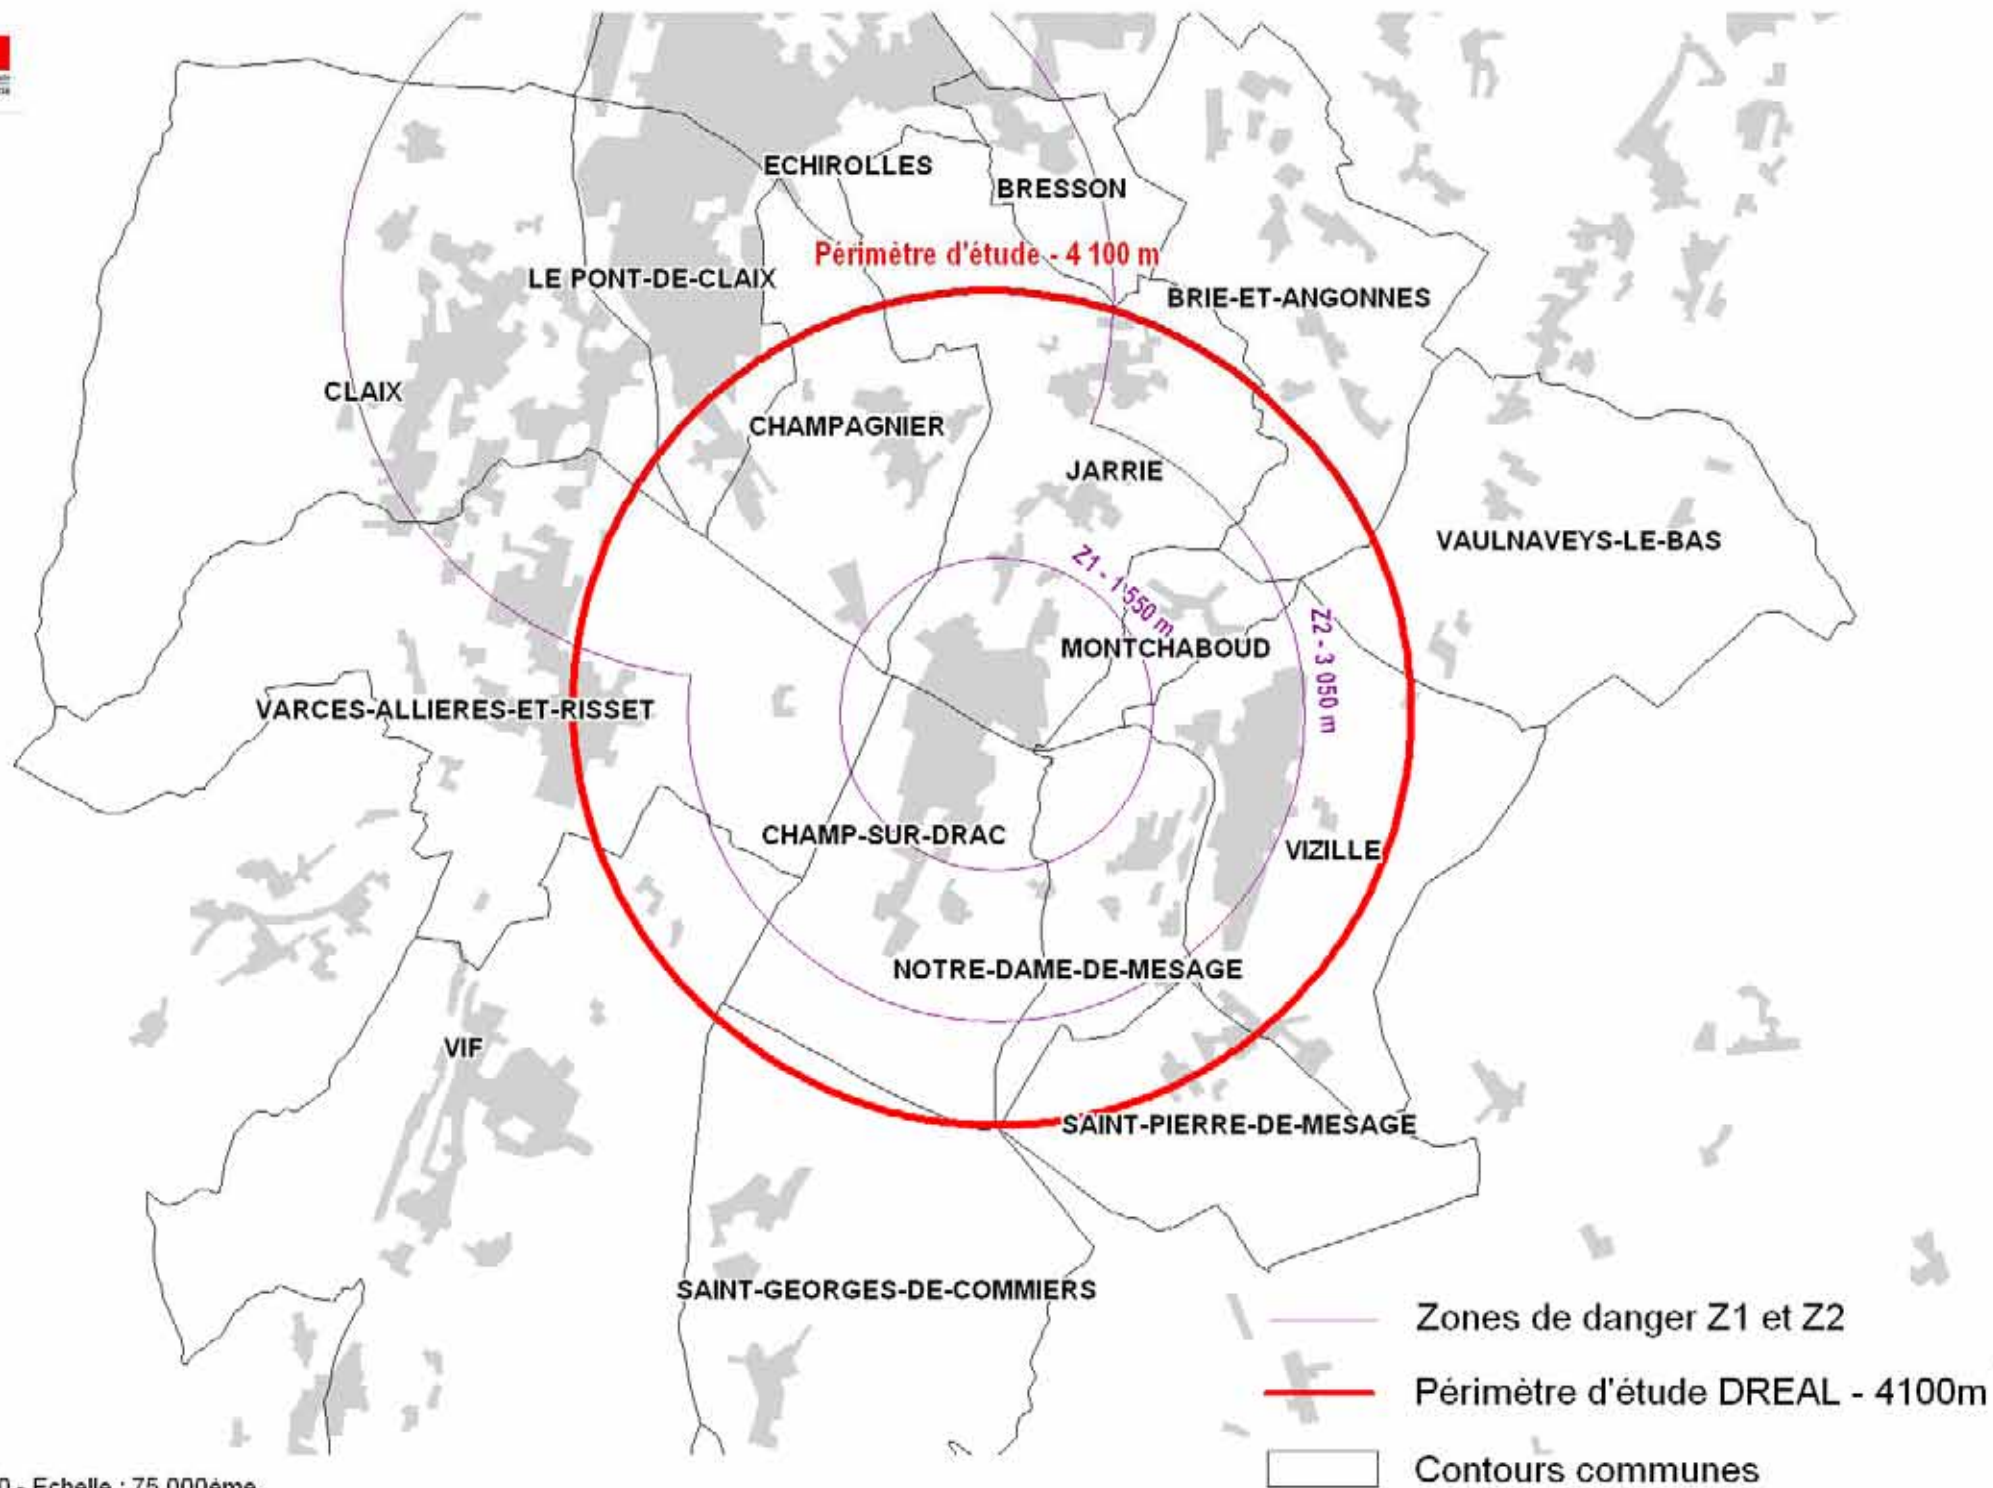 ECHIROLLES
BRESSON
Périmètre d'étude - 4 100 m
LE PONT-DE-CLAIX
BRIE-ET-ANGONNES
CLAIX
CHAMPAGNIER
JARRIE
VAULNAVEYS-LE-BAS
Z1 - 1 550 m
Z2 - 3 050 m
MONTCHABOUD
VARCES-ALLIERES-ET-RISSET
CHAMP-SUR-DRAC
VIZILLE
NOTRE-DAME-DE-MESAGE
VIF
SAINT-PIERRE-DE-MESAGE
SAINT-GEORGES-DE-COMMIERS
Zones de danger Z1 et Z2
Périmètre d'étude DREAL - 4100m
Contours communes
- Echelle : 75 000ème